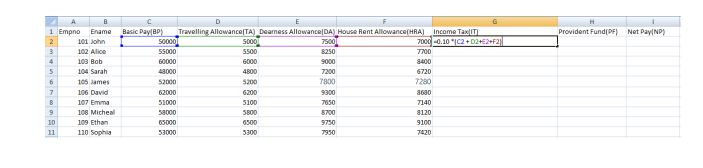 A B C D E F G H I
1 Empno Ename Basic Pay(BP) Travelling Allowance(TA) Dearness Allowance(DA) House Rent Allowance(HRA) Income Tax(IT) Provident Fund(PF) Net Pay(NP)
2 101 John 50000 5000 7500 7000 =0.10 *(C2 + D2+E2+F2)
3 102 Alice 55000 5500 8250 7700
4 103 Bob 60000 6000 9000 8400
5 104 Sarah 48000 4800 7200 6720
6 105 James 52000 5200 7800 7280
7 106 David 62000 6200 9300 8680
8 107 Emma 51000 5100 7650 7140
9 108 Micheal 58000 5800 8700 8120
10 109 Ethan 65000 6500 9750 9100
11 110 Sophia 53000 5300 7950 7420